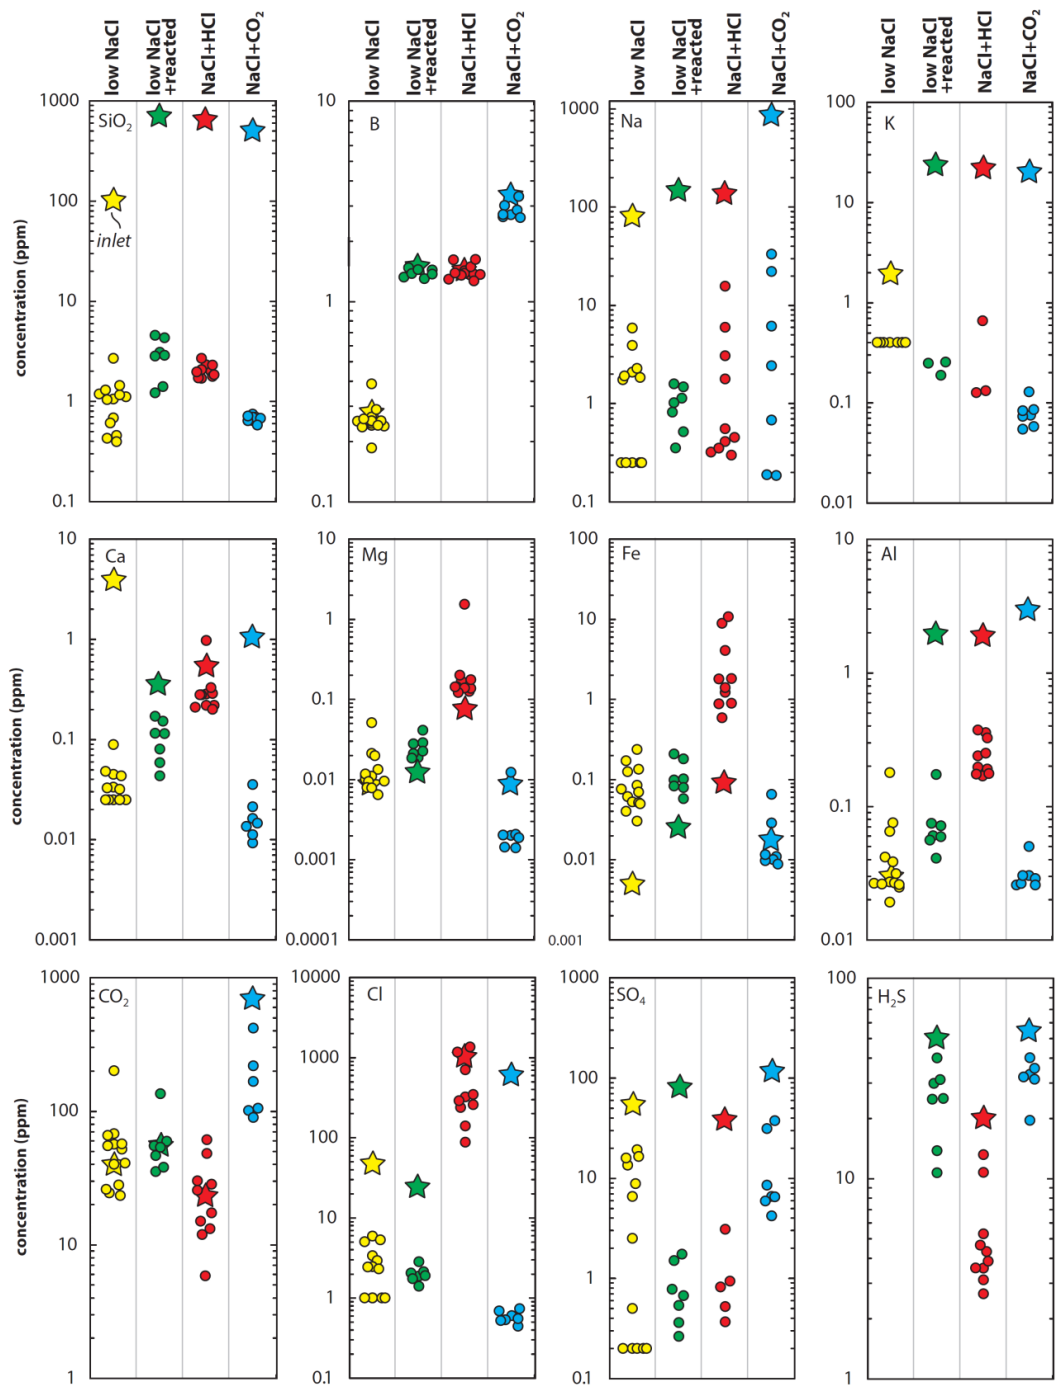 low NaCl
low NaCl
+reacted
NaCl+HCl
NaCl+CO₂
low NaCl
low NaCl
+reacted
NaCl+HCl
NaCl+CO₂
low NaCl
low NaCl
+reacted
NaCl+HCl
NaCl+CO₂
low NaCl
low NaCl
+reacted
NaCl+HCl
NaCl+CO₂
concentration (ppm)
1000
100
10
1
0.1
SiO₂
inlet
10
1
0.1
B
1000
100
10
1
0.1
Na
100
10
1
0.1
0.01
K
concentration (ppm)
10
1
0.1
0.01
0.001
Ca
1
0.1
0.01
0.001
0.0001
Mg
100
10
1
0.1
0.01
0.001
Fe
10
1
0.1
0.01
Al
concentration (ppm)
1000
100
10
1
CO₂
10000
1000
100
10
1
0.1
Cl
1000
100
10
1
0.1
SO₄
100
10
1
H₂S